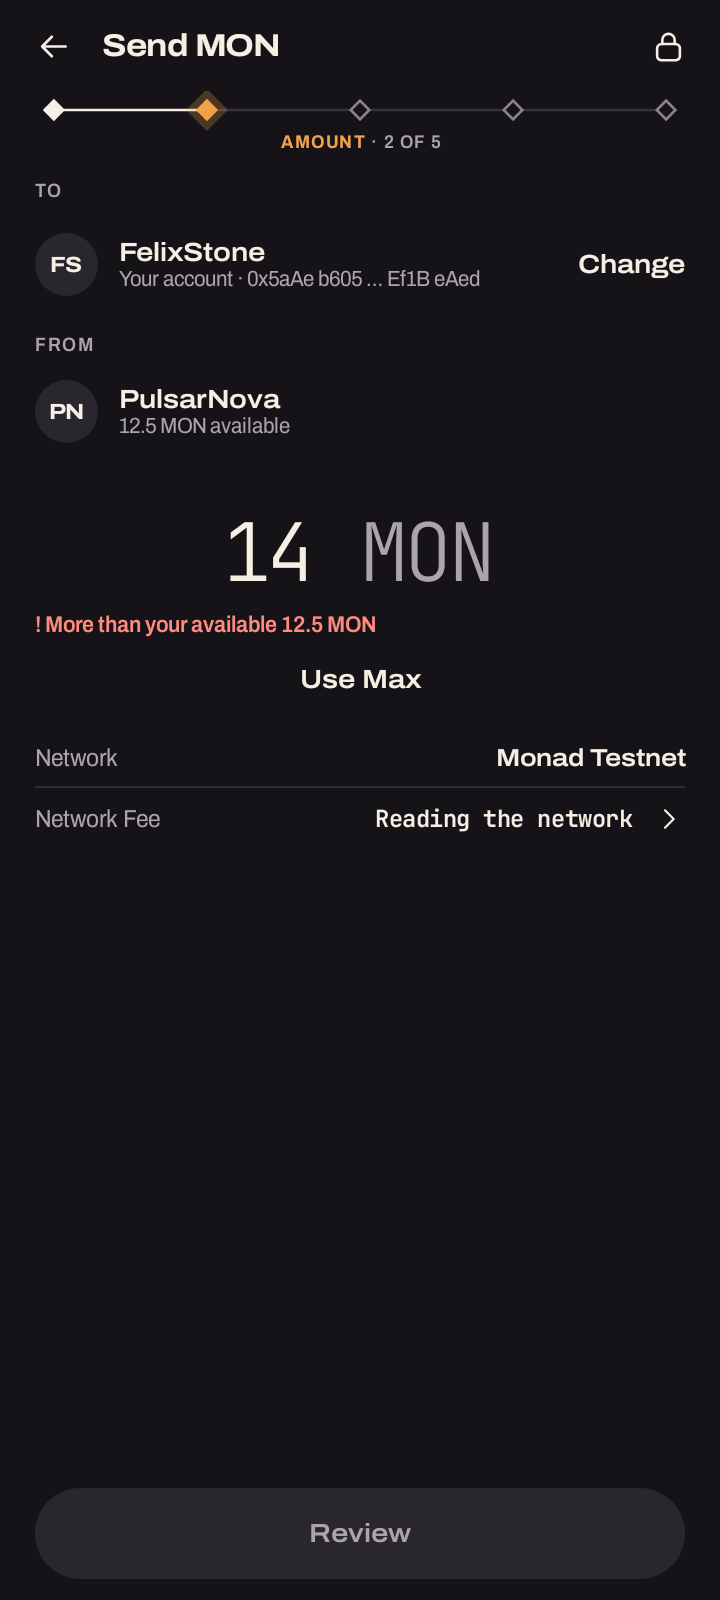 Send MON
AMOUNT · 2 OF 5
TO
FS
FelixStone
Your account · 0x5aAe b605 … Ef1B eAed
Change
FROM
PN
PulsarNova
12.5 MON available
14 MON
! More than your available 12.5 MON
Use Max
Network Monad Testnet
Network Fee Reading the network
Review